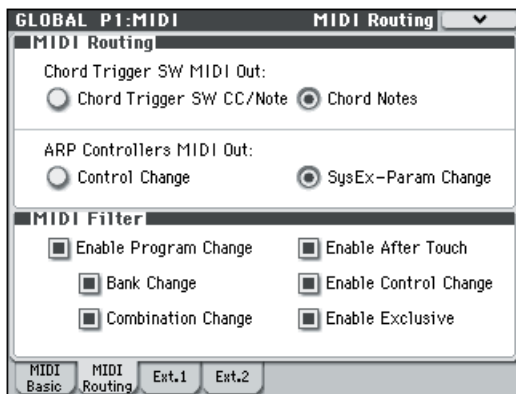 GLOBAL P1:MIDI MIDI Routing
MIDI Routing
Chord Trigger SW MIDI Out:
Chord Trigger SW CC/Note Chord Notes
ARP Controllers MIDI Out:
Control Change SysEx-Param Change
MIDI Filter
Enable Program Change Enable After Touch
Bank Change Enable Control Change
Combination Change Enable Exclusive
MIDI Basic MIDI Routing Ext.1 Ext.2